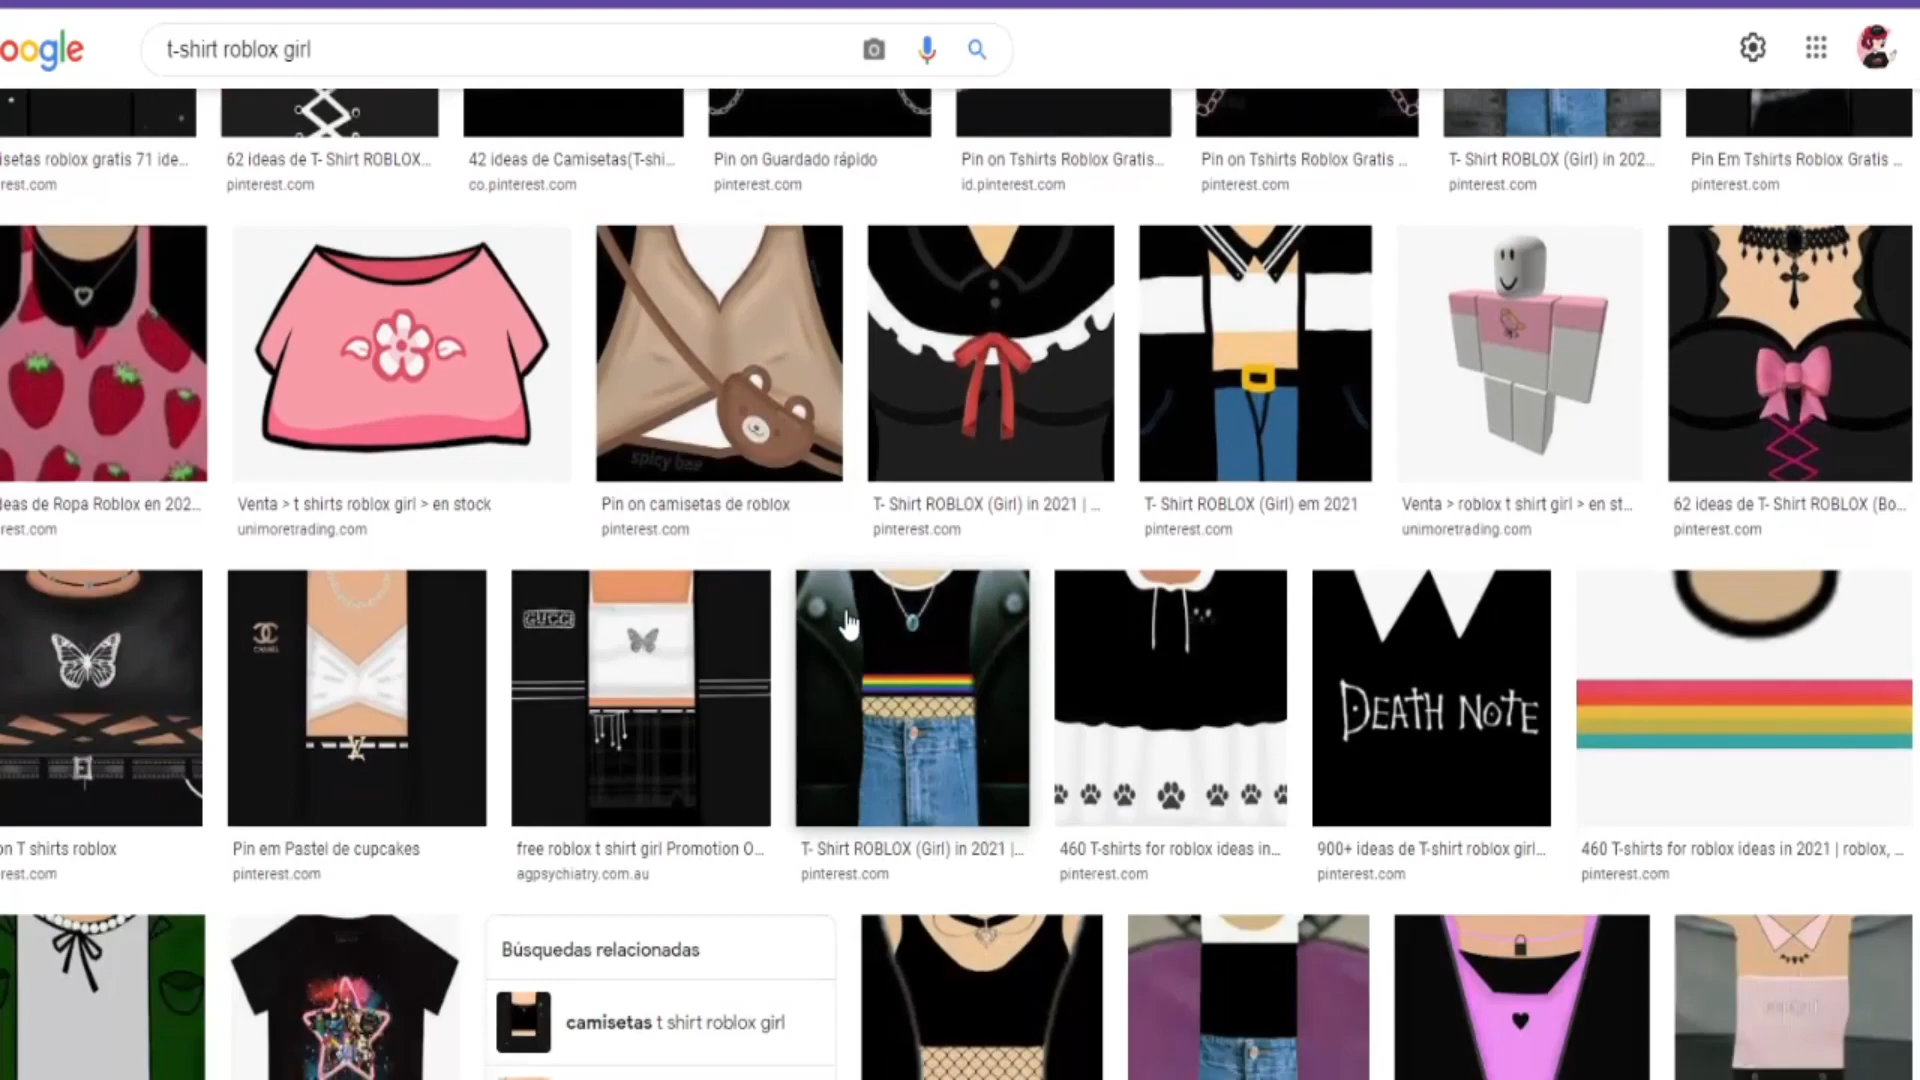 oogle
t-shirt roblox girl
isetas roblox gratis 71 ide...
62 ideas de T- Shirt ROBLOX...
42 ideas de Camisetas(T-shi...
Pin on Guardado rápido
Pin on Tshirts Roblox Gratis...
Pin on Tshirts Roblox Gratis ...
T- Shirt ROBLOX (Girl) in 202...
Pin Em Tshirts Roblox Gratis ...
rest.com
pinterest.com
co.pinterest.com
pinterest.com
id.pinterest.com
pinterest.com
pinterest.com
pinterest.com
spicy bae
deas de Ropa Roblox en 202...
Venta > t shirts roblox girl > en stock
Pin on camisetas de roblox
T- Shirt ROBLOX (Girl) in 2021 | ...
T- Shirt ROBLOX (Girl) em 2021
Venta > roblox t shirt girl > en st...
62 ideas de T- Shirt ROBLOX (Bo...
rest.com
unimoretrading.com
pinterest.com
pinterest.com
pinterest.com
unimoretrading.com
pinterest.com
CHANEL
GUCCI
DEATH NOTE
on T shirts roblox
Pin em Pastel de cupcakes
free roblox t shirt girl Promotion O...
T- Shirt ROBLOX (Girl) in 2021 |...
460 T-shirts for roblox ideas in...
900+ ideas de T-shirt roblox girl...
460 T-shirts for roblox ideas in 2021 | roblox, ...
rest.com
pinterest.com
agpsychiatry.com.au
pinterest.com
pinterest.com
pinterest.com
pinterest.com
Búsquedas relacionadas
camisetas t shirt roblox girl